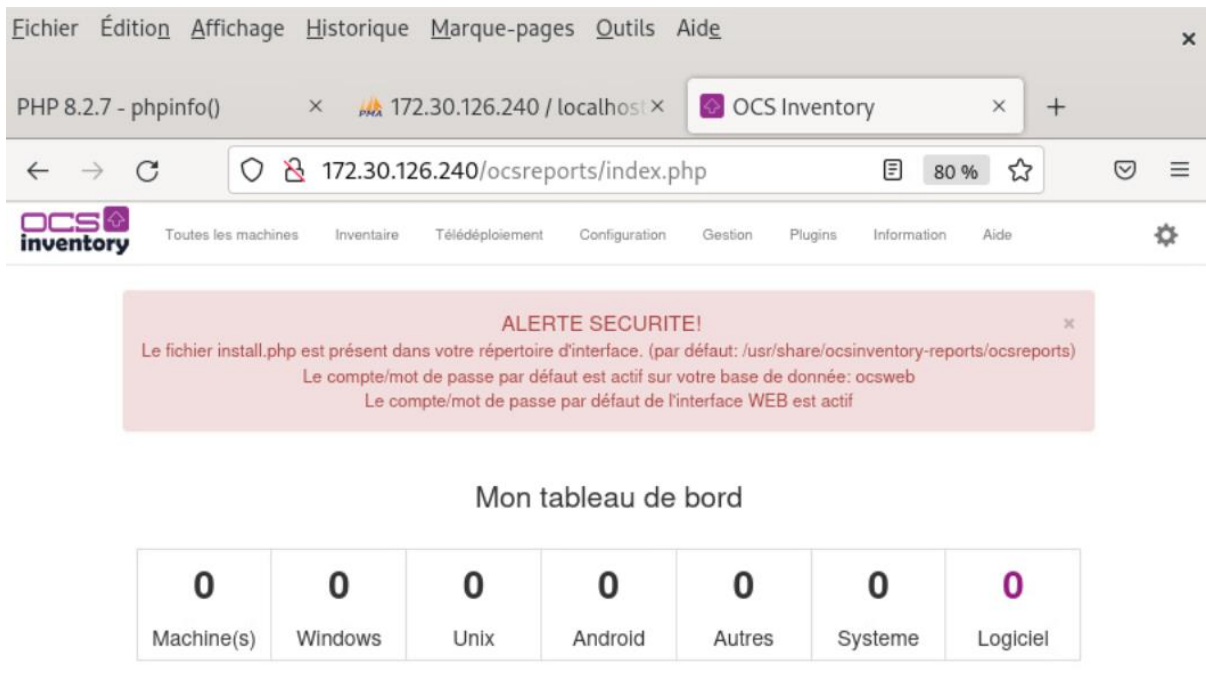 Fichier Édition Affichage Historique Marque-pages Outils Aide
PHP 8.2.7 - phpinfo()
PMA 172.30.126.240 / localhost
OCS Inventory
172.30.126.240/ocsreports/index.php
80 %
OCS inventory
Toutes les machines Inventaire Télédéploiement Configuration Gestion Plugins Information Aide
ALERTE SECURITE!
Le fichier install.php est présent dans votre répertoire d'interface. (par défaut: /usr/share/ocsinventory-reports/ocsreports)
Le compte/mot de passe par défaut est actif sur votre base de donnée: ocsweb
Le compte/mot de passe par défaut de l'interface WEB est actif
Mon tableau de bord
0 0 0 0 0 0 0
Machine(s) Windows Unix Android Autres Systeme Logiciel